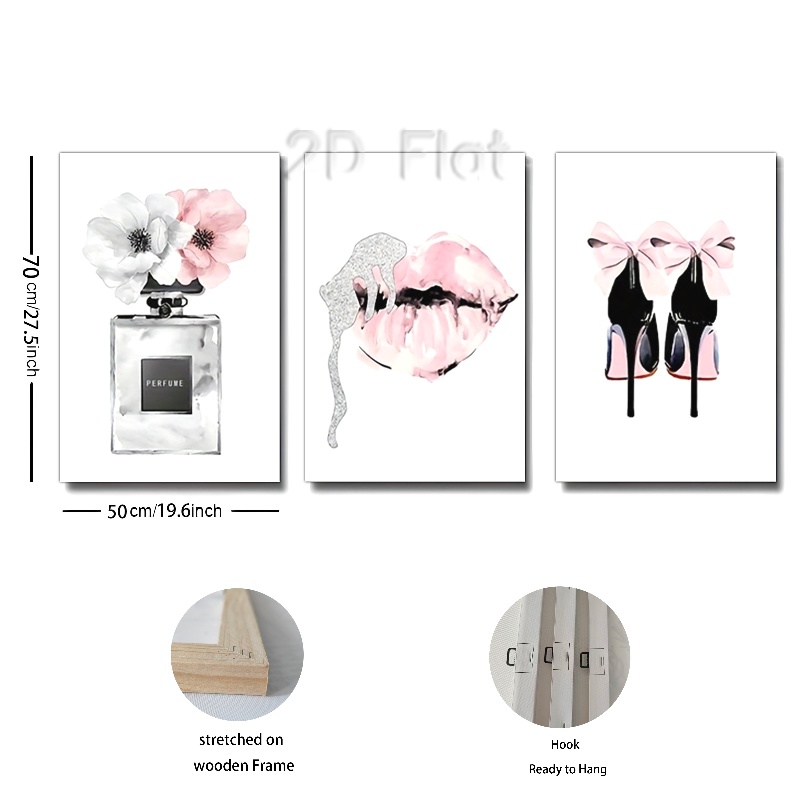 2D Flat
70 cm/27.5inch
PERFUME
50cm/19.6inch
stretched on
wooden Frame
Hook
Ready to Hang